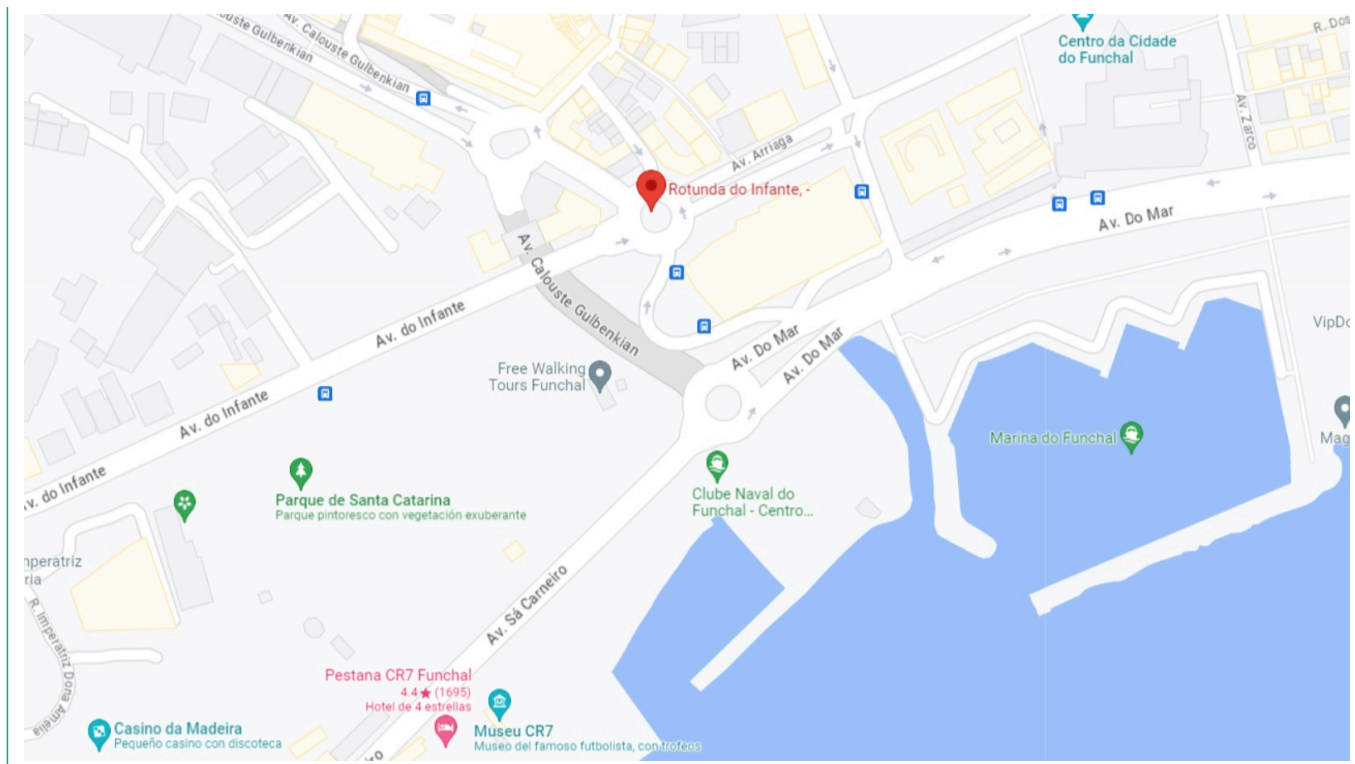 Av. Calouste Gulbenkian
Gulbenkian
Centro da Cidade
do Funchal
R. Dos
Av. Zarco
Av. Arriaga
Rotunda do Infante, -
Av. Do Mar
Av. Calouste Gulbenkian
Av. do Infante
Av. Do Mar
Av. Do Mar
VipDo
Free Walking
Tours Funchal
Av. do Infante
Marina do Funchal
Mag
Av. do Infante
Parque de Santa Catarina
Parque pintoresco con vegetación exuberante
Clube Naval do
Funchal - Centro...
R. Imperatriz Dona Amélia
Av. Sá Carneiro
Pestana CR7 Funchal
4.4★ (1695)
Hotel de 4 estrellas
Casino da Madeira
Pequeño casino con discoteca
Museu CR7
Museo del famoso futbolista, con trofeos